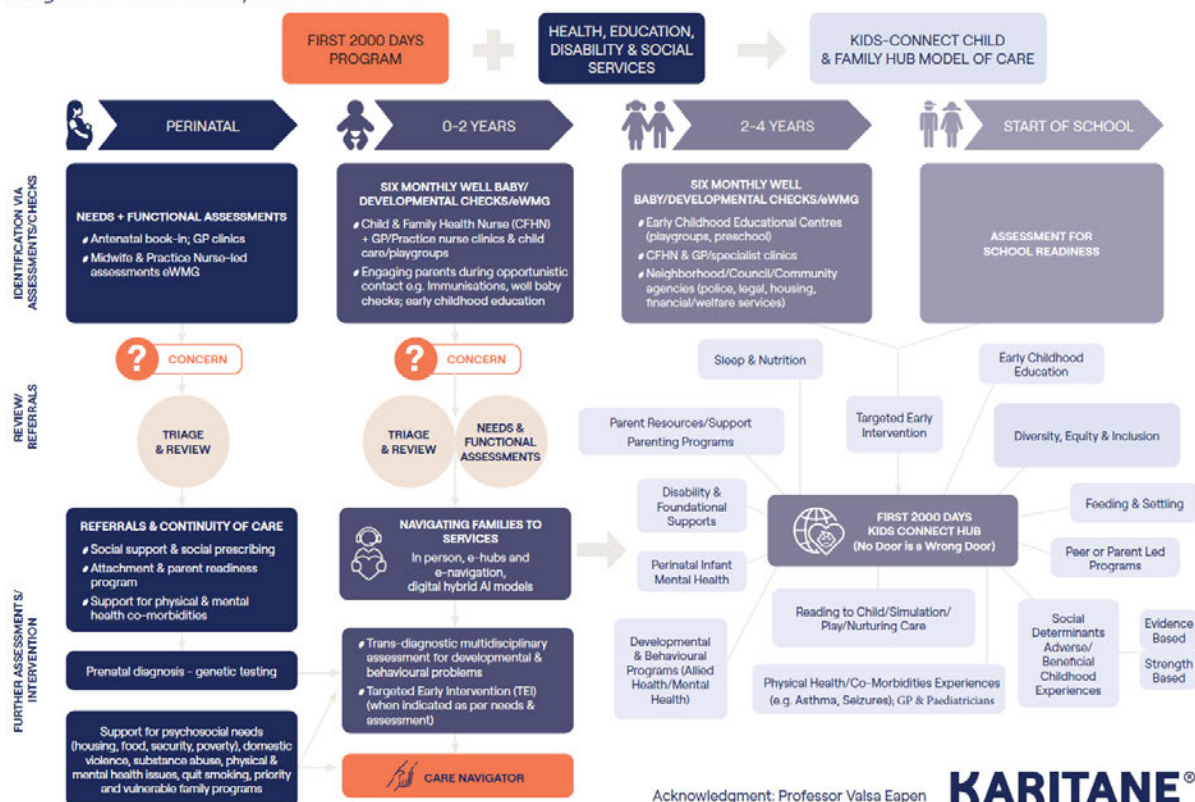 FIRST 2000 DAYS
PROGRAM
HEALTH, EDUCATION,
DISABILITY & SOCIAL
SERVICES
KIDS-CONNECT CHILD
& FAMILY HUB MODEL OF CARE
PERINATAL
0-2 YEARS
2-4 YEARS
START OF SCHOOL
IDENTIFICATION VIA
ASSESSMENTS/CHECKS
NEEDS + FUNCTIONAL ASSESSMENTS
Antenatal book-in; GP clinics
Midwife & Practice Nurse-led
assessments eWMG
SIX MONTHLY WELL BABY/
DEVELOPMENTAL CHECKS/eWMG
Child & Family Health Nurse (CFHN)
+ GP/Practice nurse clinics & child
care/playgroups
Engaging parents during opportunistic
contact e.g. Immunisations, well baby
checks; early childhood education
SIX MONTHLY WELL
BABY/DEVELOPMENTAL CHECKS/eWMG
Early Childhood Educational Centres
(playgroups, preschool)
CFHN & GP/specialist clinics
Neighborhood/Council/Community
agencies (police, legal, housing,
financial/welfare services)
ASSESSMENT FOR
SCHOOL READINESS
REVIEW/
REFERRALS
? CONCERN
? CONCERN
TRIAGE
& REVIEW
TRIAGE
& REVIEW
NEEDS &
FUNCTIONAL
ASSESSMENTS
Sleep & Nutrition
Early Childhood
Education
Parent Resources/Support
Parenting Programs
Targeted Early
Intervention
Diversity, Equity & Inclusion
Disability &
Foundational
Supports
FIRST 2000 DAYS
KIDS CONNECT HUB
(No Door is a Wrong Door)
Feeding & Settling
Perinatal Infant
Mental Health
Peer or Parent Led
Programs
Reading to Child/Simulation/
Play/Nurturing Care
Developmental
& Behavioural
Programs (Allied
Health/Mental
Health)
Physical Health/Co-Morbidities Experiences
(e.g. Asthma, Seizures); GP & Paediatricians
Social
Determinants
Adverse/
Beneficial
Childhood
Experiences
Evidence
Based
Strength
Based
FURTHER ASSESSMENTS/
INTERVENTION
REFERRALS & CONTINUITY OF CARE
Social support & social prescribing
Attachment & parent readiness
program
Support for physical & mental
health co-morbidities
Prenatal diagnosis - genetic testing
Support for psychosocial needs
(housing, food, security, poverty), domestic
violence, substance abuse, physical &
mental health issues, quit smoking, priority
and vulnerable family programs
NAVIGATING FAMILIES TO
SERVICES
In person, e-hubs and
e-navigation,
digital hybrid AI models
Trans-diagnostic multidisciplinary
assessment for developmental &
behavioural problems
Targeted Early Intervention (TEI)
(when indicated as per needs &
assessment)
CARE NAVIGATOR
Acknowledgment: Professor Valsa Eapen
KARITANE®